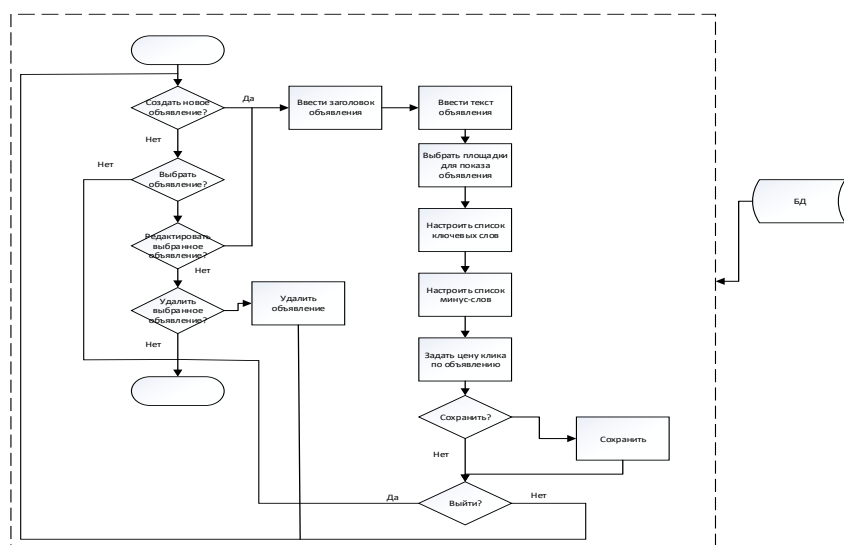 Создать новое
объявление?
Да
Ввести заголовок
объявления
Ввести текст
объявления
Нет
Выбрать площадки
для показа
объявления
Нет
Выбрать
объявление?
БД
Настроить список
ключевых слов
Редактировать
выбранное
объявление?
Нет
Удалить
выбранное
объявление?
Удалить
объявление
Настроить список
минус-слов
Нет
Задать цену клика
по объявлению
Сохранить?
Сохранить
Нет
Да
Выйти?
Нет